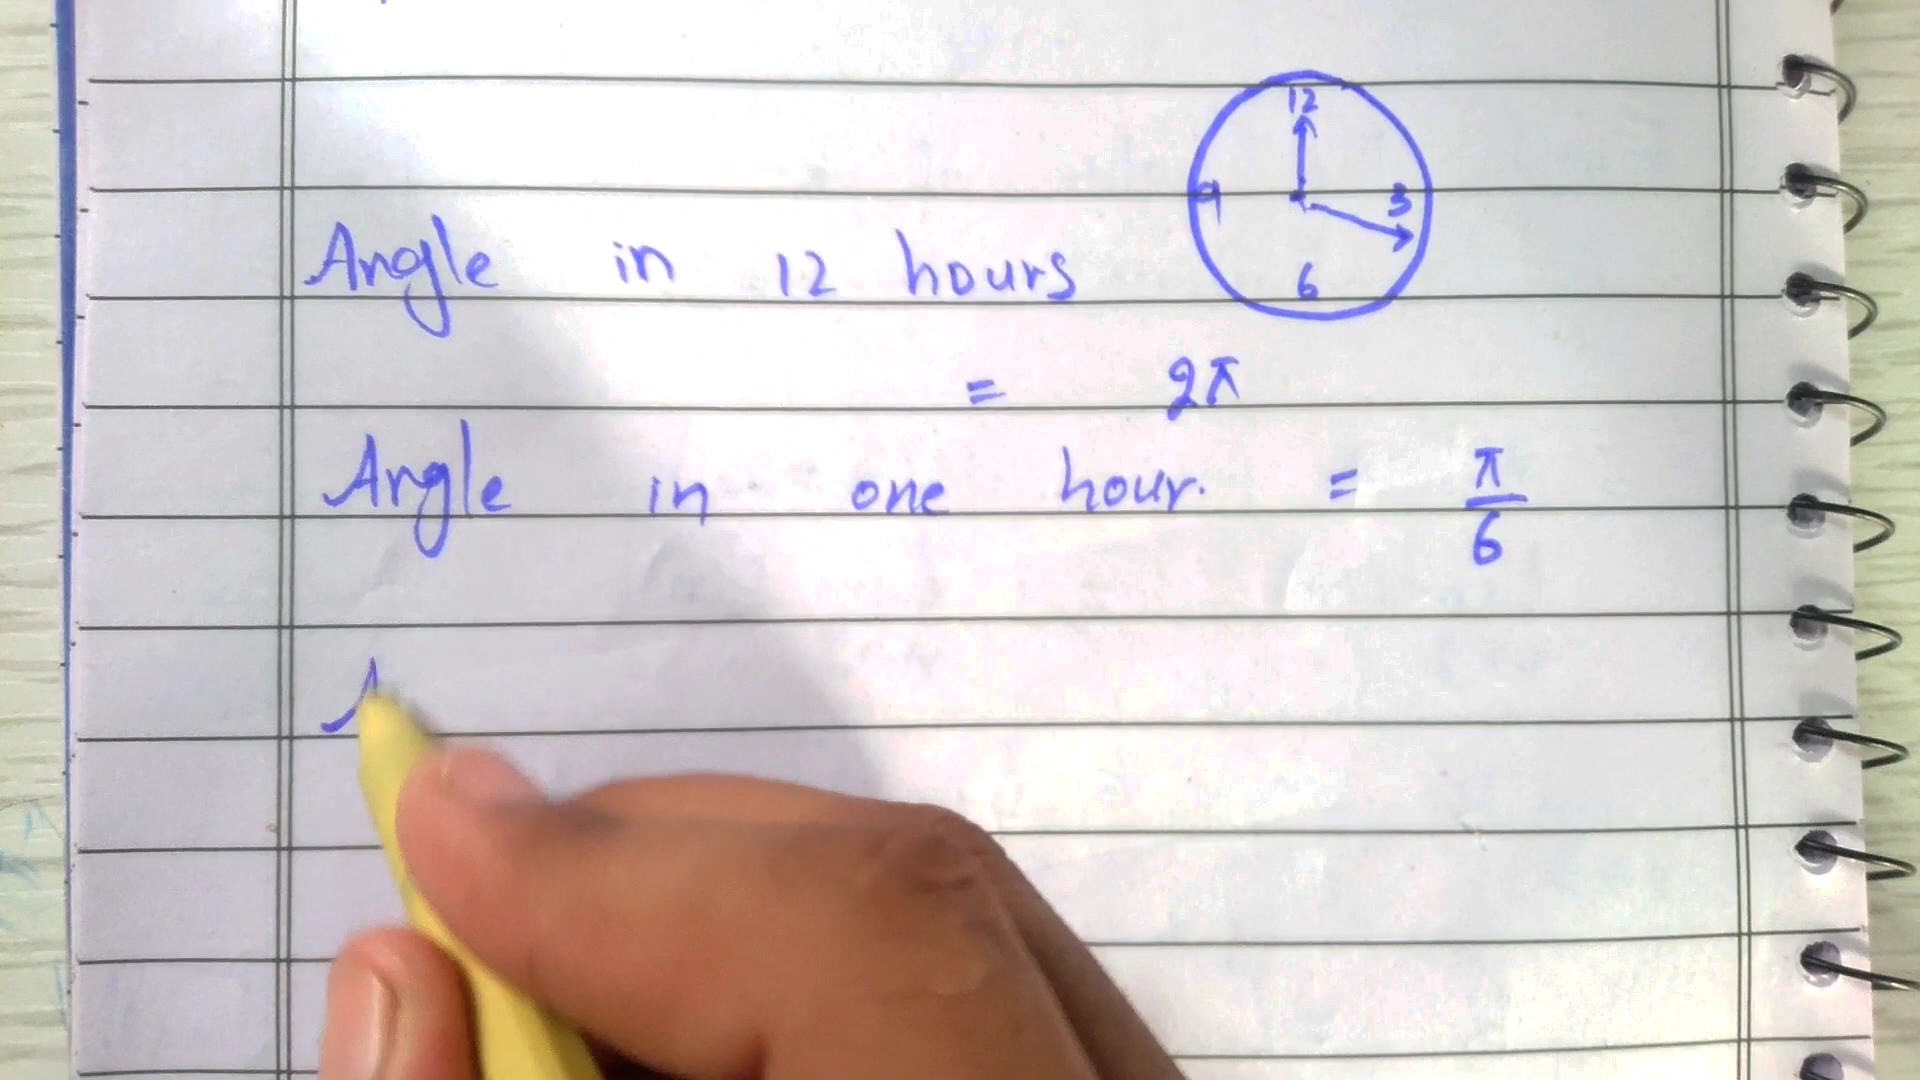 12
9 3
6
Angle in 12 hours
= 2π
Angle in one hour. = π/6
A